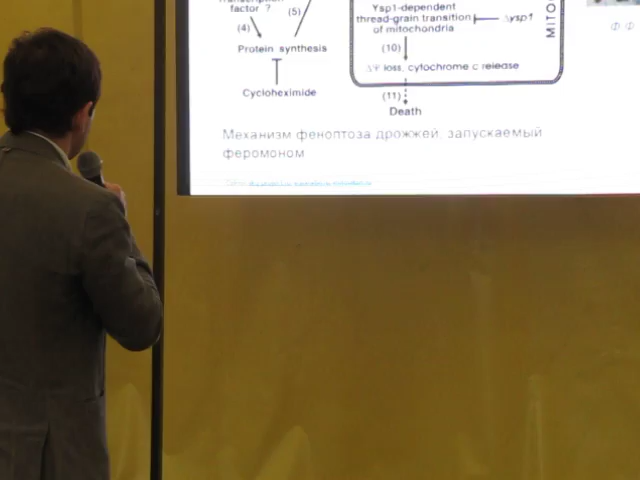 factor ?
(5)
(4)
Protein synthesis
Cycloheximide
Ysp1-dependent
thread-grain transition
of mitochondria
Δysp1
(10)
ΔΨ loss, cytochrome c release
(11)
Death
MITO
Механизм феноптоза дрожжей, запускаемый
феромоном